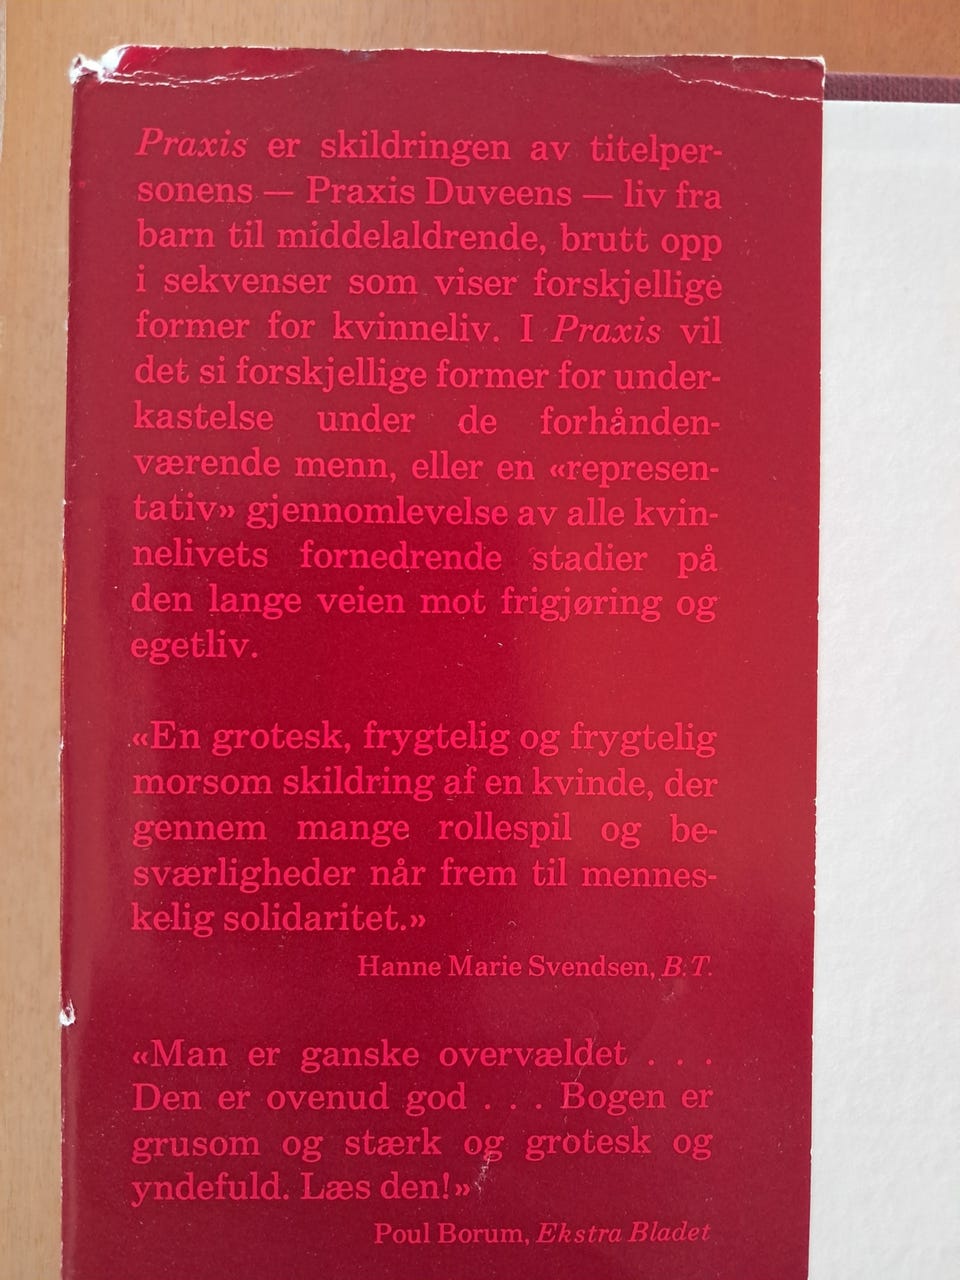 Praxis er skildringen av titelper-
sonens — Praxis Duveens — liv fra
barn til middelaldrende, brutt opp
i sekvenser som viser forskjellige
former for kvinneliv. I Praxis vil
det si forskjellige former for under-
kastelse under de forhånden-
værende menn, eller en «represen-
tativ» gjennomlevelse av alle kvin-
nelivets fornedrende stadier på
den lange veien mot frigjøring og
egetliv.
«En grotesk, frygtelig og frygtelig
morsom skildring af en kvinde, der
gennem mange rollespil og be-
sværligheder når frem til mennes-
kelig solidaritet.»
Hanne Marie Svendsen, B.T.
«Man er ganske overvældet . . .
Den er ovenud god . . . Bogen er
grusom og stærk og grotesk og
yndefuld. Læs den!»
Poul Borum, Ekstra Bladet